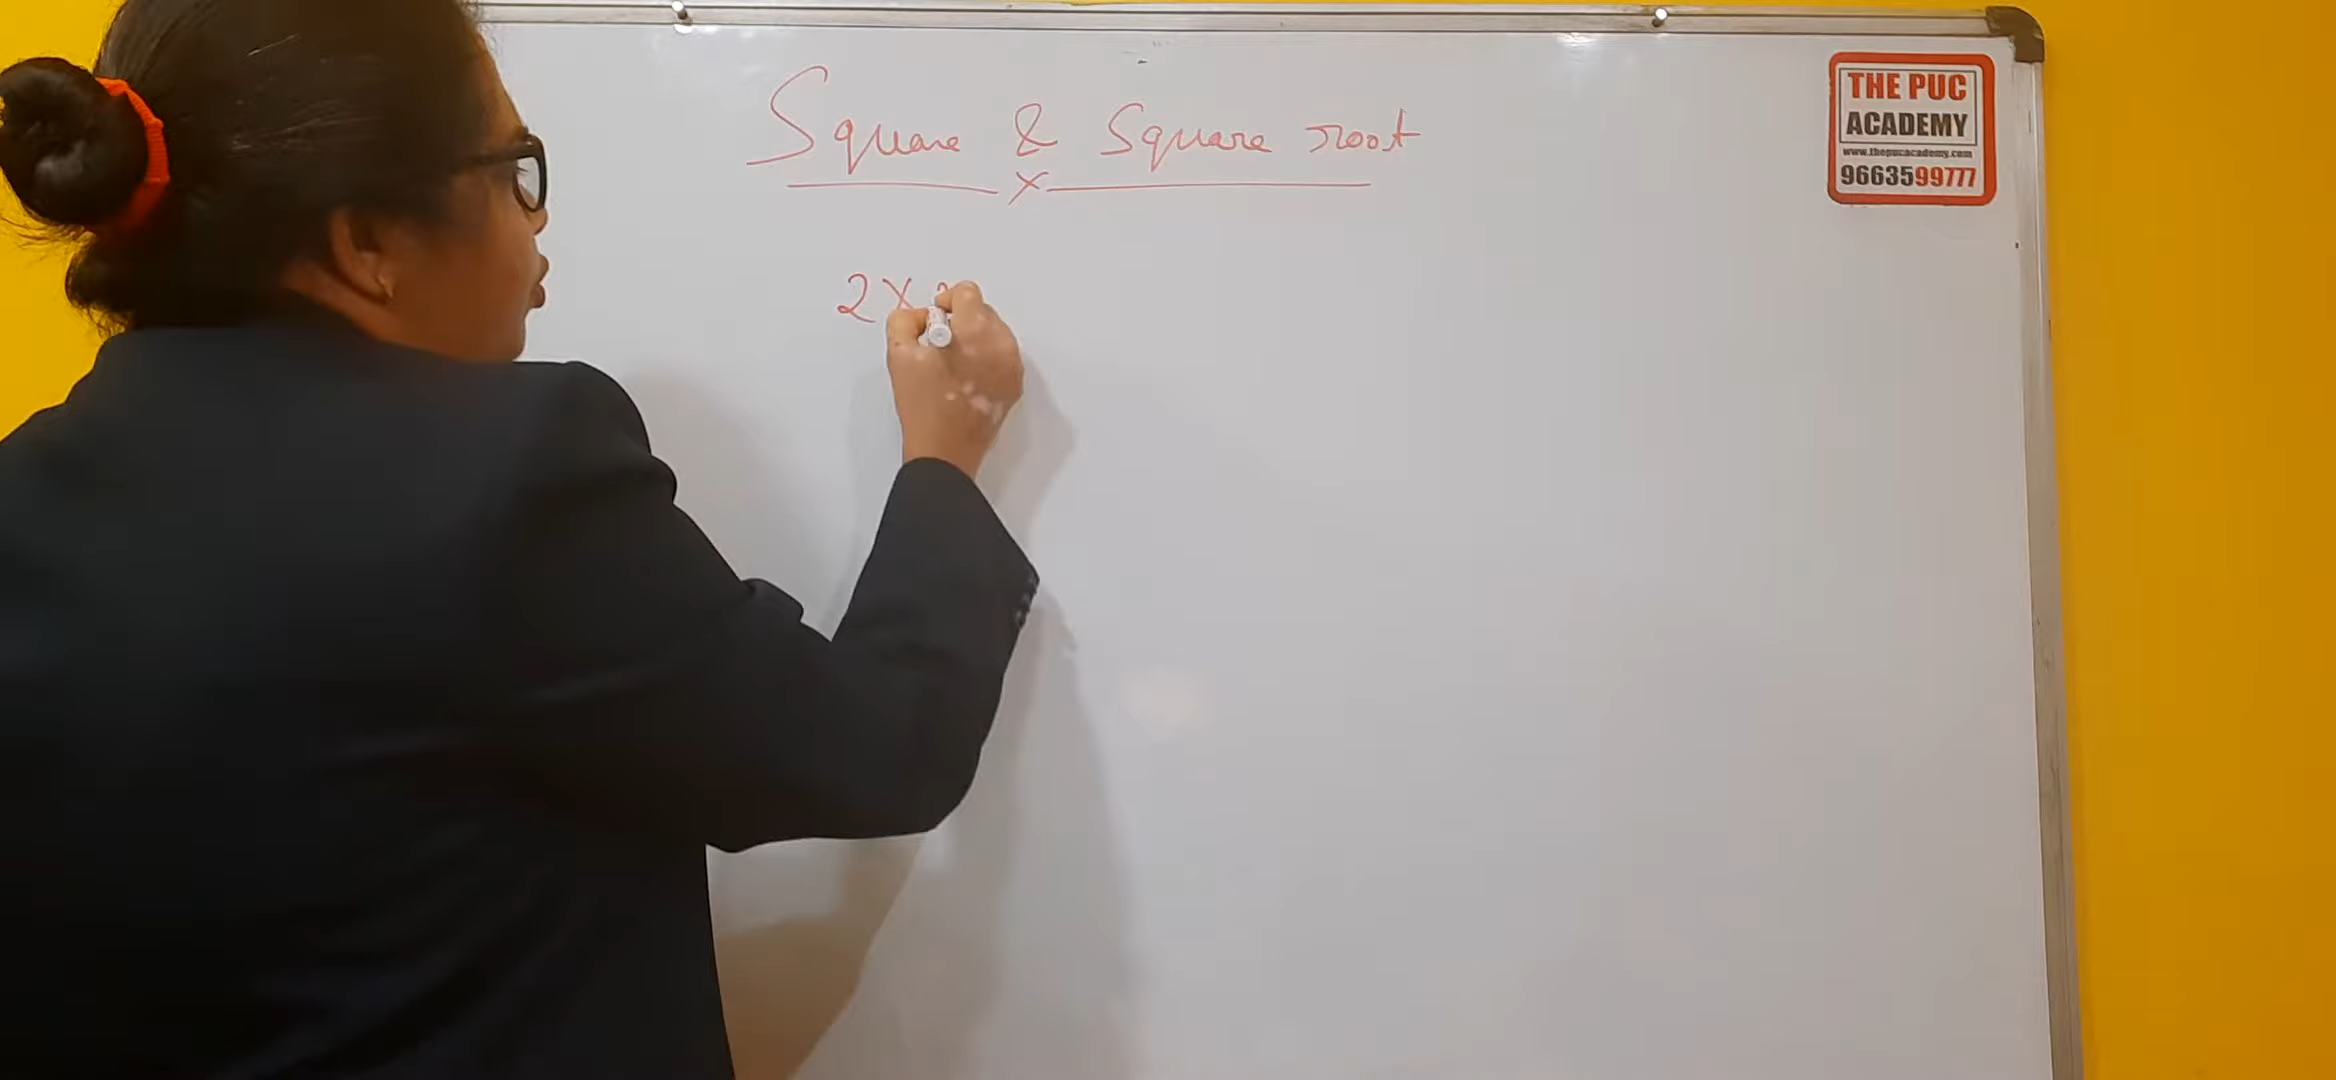 Square & Square root
x
2 x
THE PUC
ACADEMY
www.thepucacademy.com
9663599777